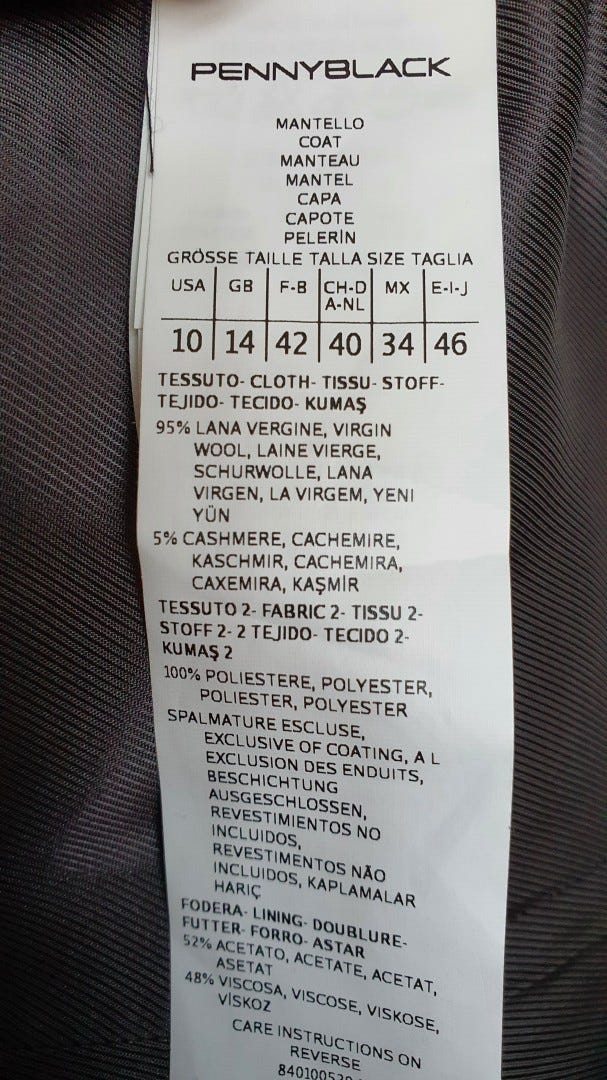 PENNYBLACK
MANTELLO
COAT
MANTEAU
MANTEL
CAPA
CAPOTE
PELERİN
GRÖSSE TAILLE TALLA SIZE TAGLIA
USA GB F-B CH-D A-NL MX E-I-J
10 14 42 40 34 46
TESSUTO- CLOTH- TISSU- STOFF-
TEJIDO- TECIDO- KUMAŞ
95% LANA VERGINE, VIRGIN
WOOL, LAINE VIERGE,
SCHURWOLLE, LANA
VIRGEN, LA VIRGEM, YENI
YÜN
5% CASHMERE, CACHEMIRE,
KASCHMIR, CACHEMIRA,
CAXEMIRA, KAŞMİR
TESSUTO 2- FABRIC 2- TISSU 2-
STOFF 2- 2 TEJIDO- TECIDO 2-
KUMAŞ 2
100% POLIESTERE, POLYESTER,
POLIESTER, POLYESTER
SPALMATURE ESCLUSE,
EXCLUSIVE OF COATING, A L
EXCLUSION DES ENDUITS,
BESCHICHTUNG
AUSGESCHLOSSEN,
REVESTIMIENTOS NO
INCLUIDOS,
REVESTIMENTOS NÃO
INCLUIDOS, KAPLAMALAR
HARIÇ
FODERA- LINING- DOUBLURE-
FUTTER- FORRO- ASTAR
52% ACETATO, ACETATE, ACETAT,
ASETAT
48% VISCOSA, VISCOSE, VISKOSE,
VİSKOZ
CARE INSTRUCTIONS ON
REVERSE